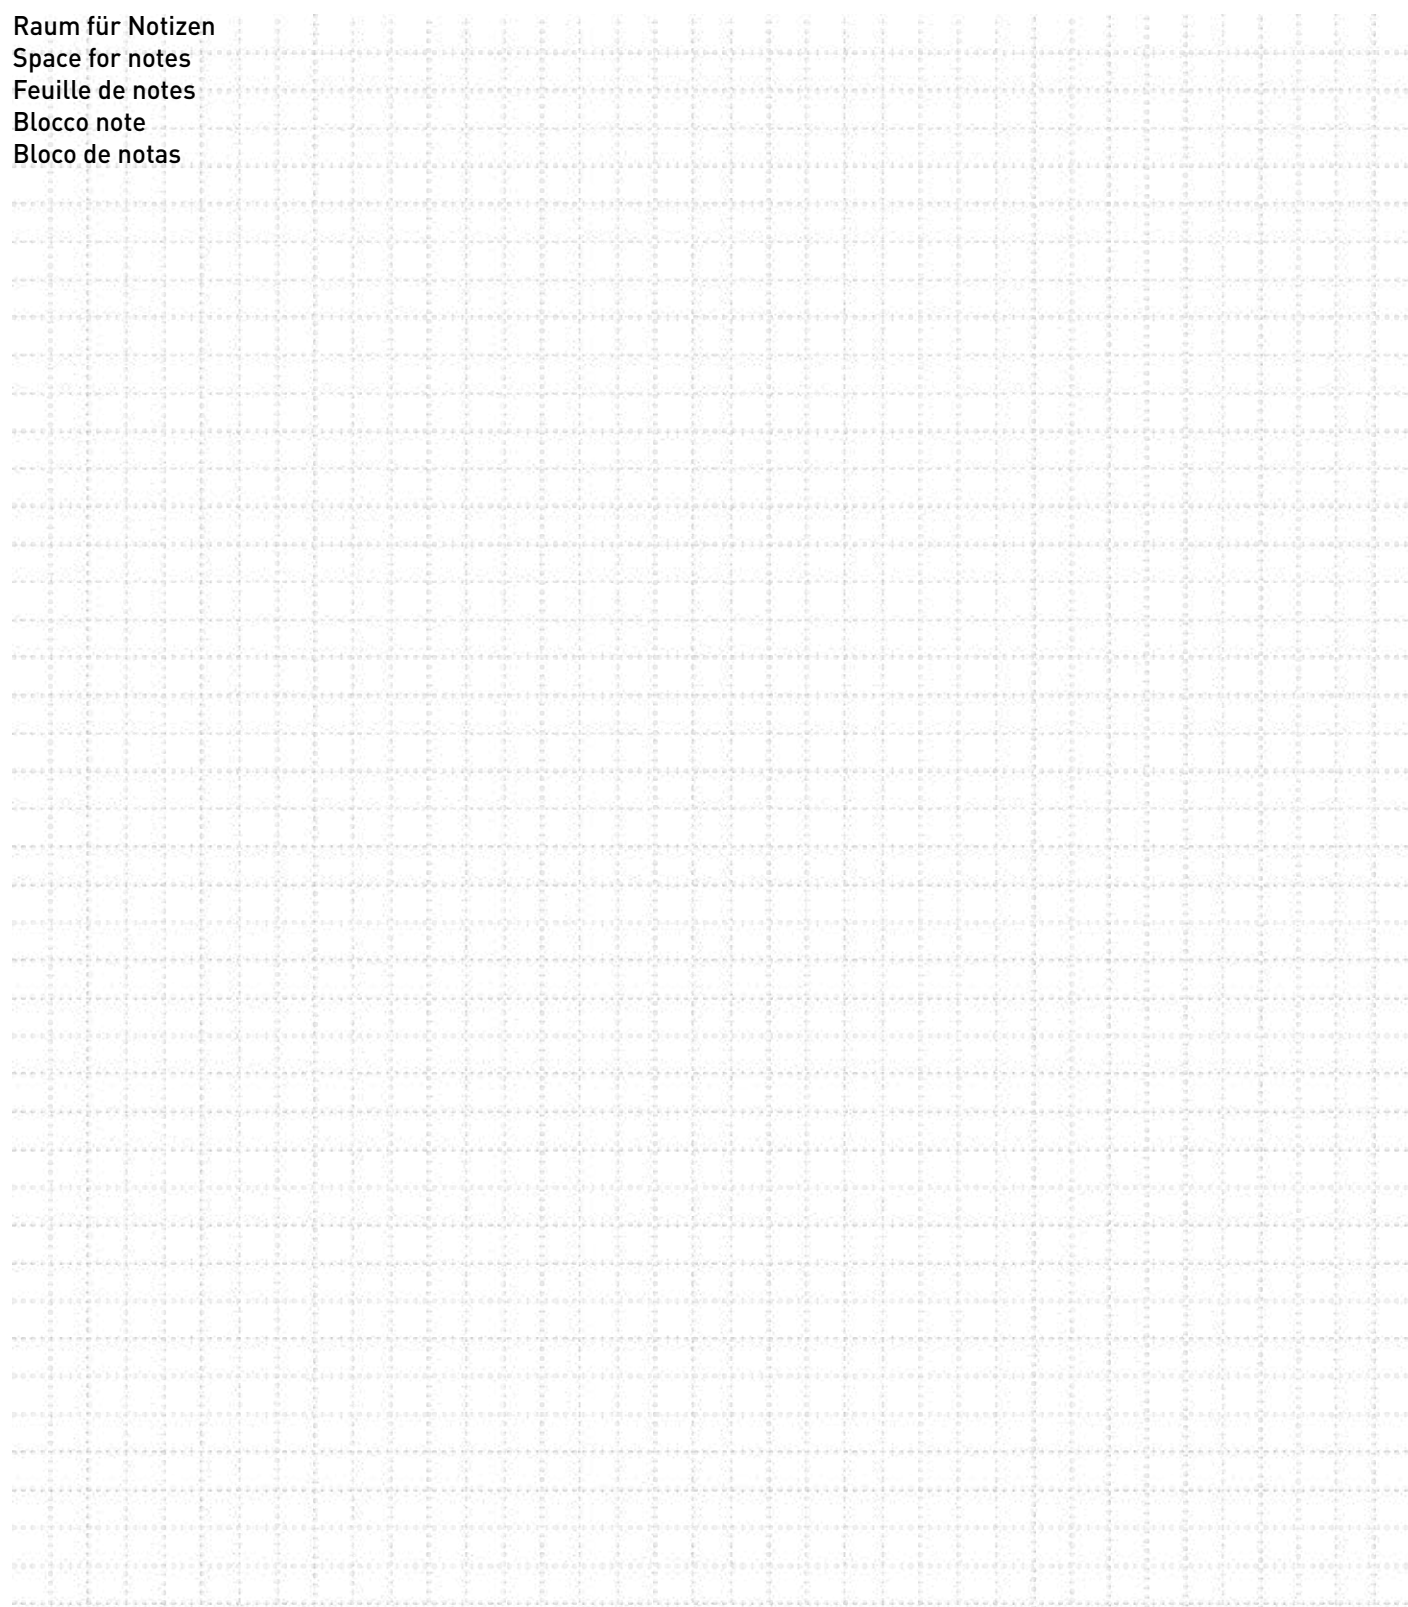 Raum für Notizen
Space for notes
Feuille de notes
Blocco note
Bloco de notas